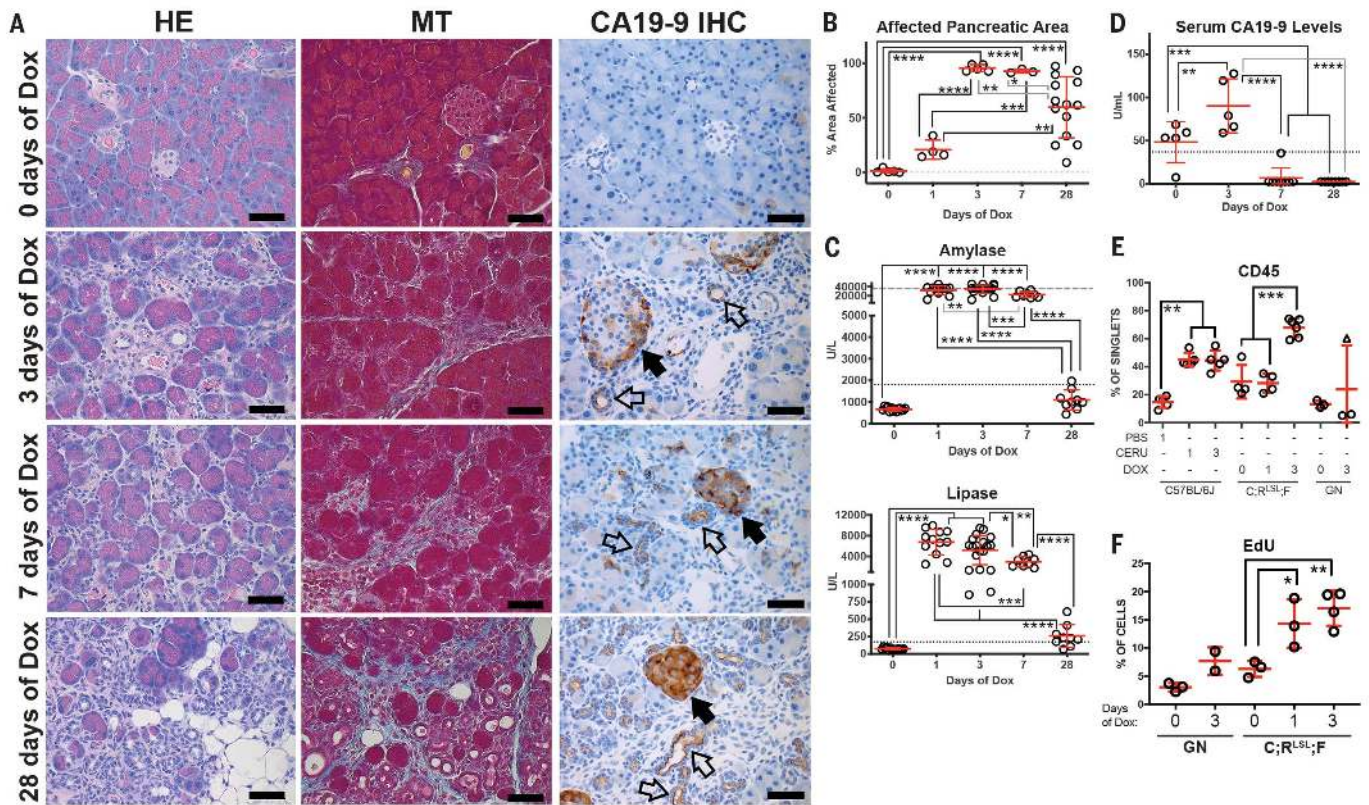 A
HE
MT
CA19-9 IHC
0 days of Dox
3 days of Dox
7 days of Dox
28 days of Dox
B
Affected Pancreatic Area
% Area Affected
100
50
0
****
****
****
****
**
*
***
**
0 1 3 7 28
Days of Dox
C
Amylase
U/L
40000
20000
5000
4000
3000
2000
1000
0
****
****
****
**
***
****
****
****
0 1 3 7 28
Days of Dox
Lipase
U/L
12000
8000
4000
1000
750
500
250
0
****
*
**
****
***
****
0 1 3 7 28
Days of Dox
D
Serum CA19-9 Levels
U/mL
150
100
50
0
***
**
****
****
0 3 7 28
Days of Dox
E
CD45
% OF SINGLETS
100
80
60
40
20
0
**
***
PBS 1 - - - - - - -
CERU - 1 3 - - - - -
DOX - - - 0 1 3 0 3
C57BL/6J C;RLSL;F GN
F
EdU
% OF CELLS
25
20
15
10
5
0
*
**
Days of Dox: 0 3 0 1 3
GN C;RLSL;F